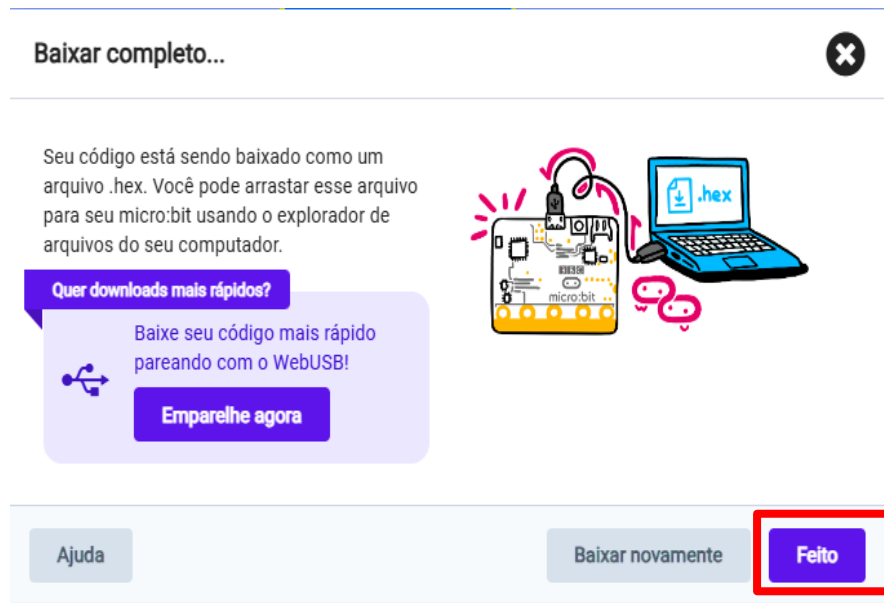 Baixar completo...
Seu código está sendo baixado como um
arquivo .hex. Você pode arrastar esse arquivo
para seu micro:bit usando o explorador de
arquivos do seu computador.
Quer downloads mais rápidos?
Baixe seu código mais rápido
pareando com o WebUSB!
Emparelhe agora
.hex
BBC
micro:bit
Ajuda
Baixar novamente
Feito